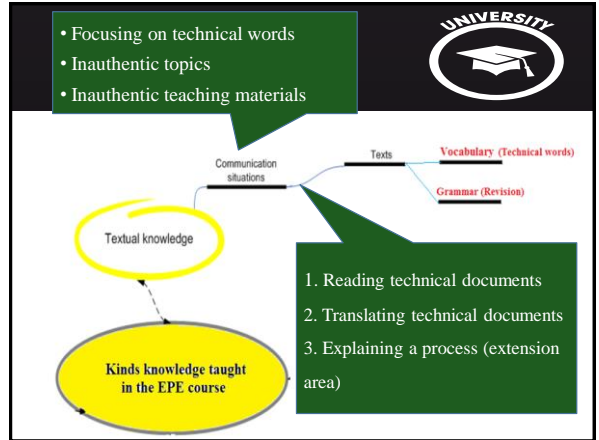 • Focusing on technical words
• Inauthentic topics
• Inauthentic teaching materials
UNIVERSITY
Communication
situations
Texts
Vocabulary (Technical words)
Grammar (Revision)
Textual knowledge
1. Reading technical documents
2. Translating technical documents
3. Explaining a process (extension
area)
Kinds knowledge taught
in the EPE course